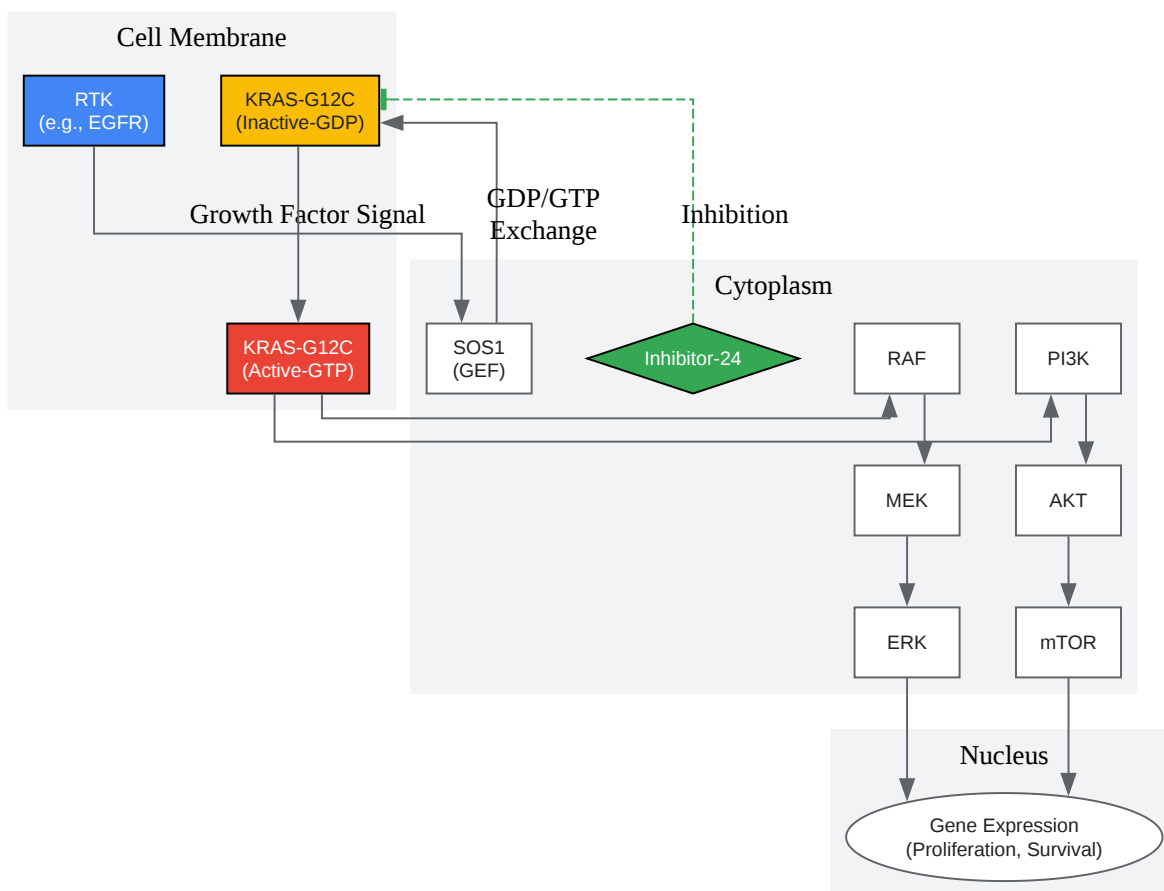 Cell Membrane
RTK
(e.g., EGFR)
KRAS-G12C
(Inactive-GDP)
Growth Factor Signal
GDP/GTP
Exchange
Inhibition
Cytoplasm
KRAS-G12C
(Active-GTP)
SOS1
(GEF)
Inhibitor-24
RAF
PI3K
MEK
AKT
ERK
mTOR
Nucleus
Gene Expression
(Proliferation, Survival)